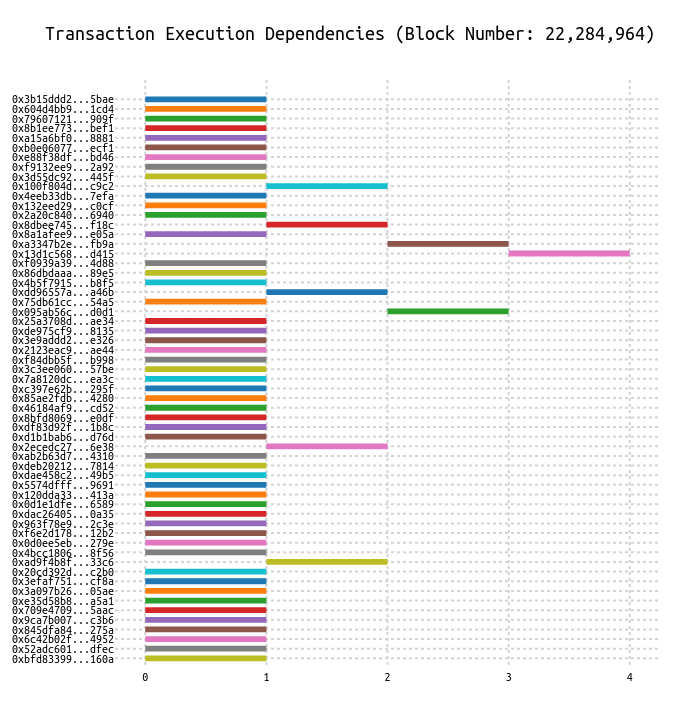 Transaction Execution Dependencies (Block Number: 22,284,964)
0x3b15ddd2...5bae
0x604d4bb9...1cd4
0x79607121...909f
0x8b1ee773...bef1
0xa15a6bf0...8881
0xb0e06077...ecf1
0xe88f38df...bd46
0xf9132ee9...2a92
0x3d55dc92...445f
0x100f804d...c9c2
0x4eeb33db...7efa
0x132eed29...c0cf
0x2a20c840...6940
0x8dbee745...f18c
0x8a1afee9...e05a
0xa3347b2e...fb9a
0x13d1c568...d415
0xf0939a39...4d88
0x86dbdaaa...89e5
0x4b5f7915...b8f5
0xdd96557a...a46b
0x75db61cc...54a5
0x095ab56c...d0d1
0x25a3708d...ae34
0xde975cf9...8135
0x3e9addd2...e326
0x2123eac9...ae44
0xf84dbb5f...b998
0x3c3ee060...57be
0x7a8120dc...ea3c
0xc397e62b...295f
0x85ae2fdb...4280
0x46184af9...cd52
0x8bfd8069...e0df
0xdf83d92f...1b8c
0xd1b1bab6...d76d
0x2ecedc27...6e38
0xab2b63d7...4310
0xdeb20212...7814
0xdae458c2...49b5
0x5574dfff...9691
0x120dda33...413a
0x0d1e1dfe...6589
0xdac26405...0a35
0x963f78e9...2c3e
0xf6e2d178...12b2
0x0d0ee5eb...279e
0x4bcc1806...8f56
0xad9f4b8f...33c6
0x20cd392d...c2b0
0x3efaf751...cf8a
0x3a097b26...05ae
0xe35d58b8...a5a1
0x709e4709...5aac
0x9ca7b007...c3b6
0x845dfa84...275a
0x6c42b02f...4952
0x52adc601...dfec
0xbfd83399...160a
0 1 2 3 4